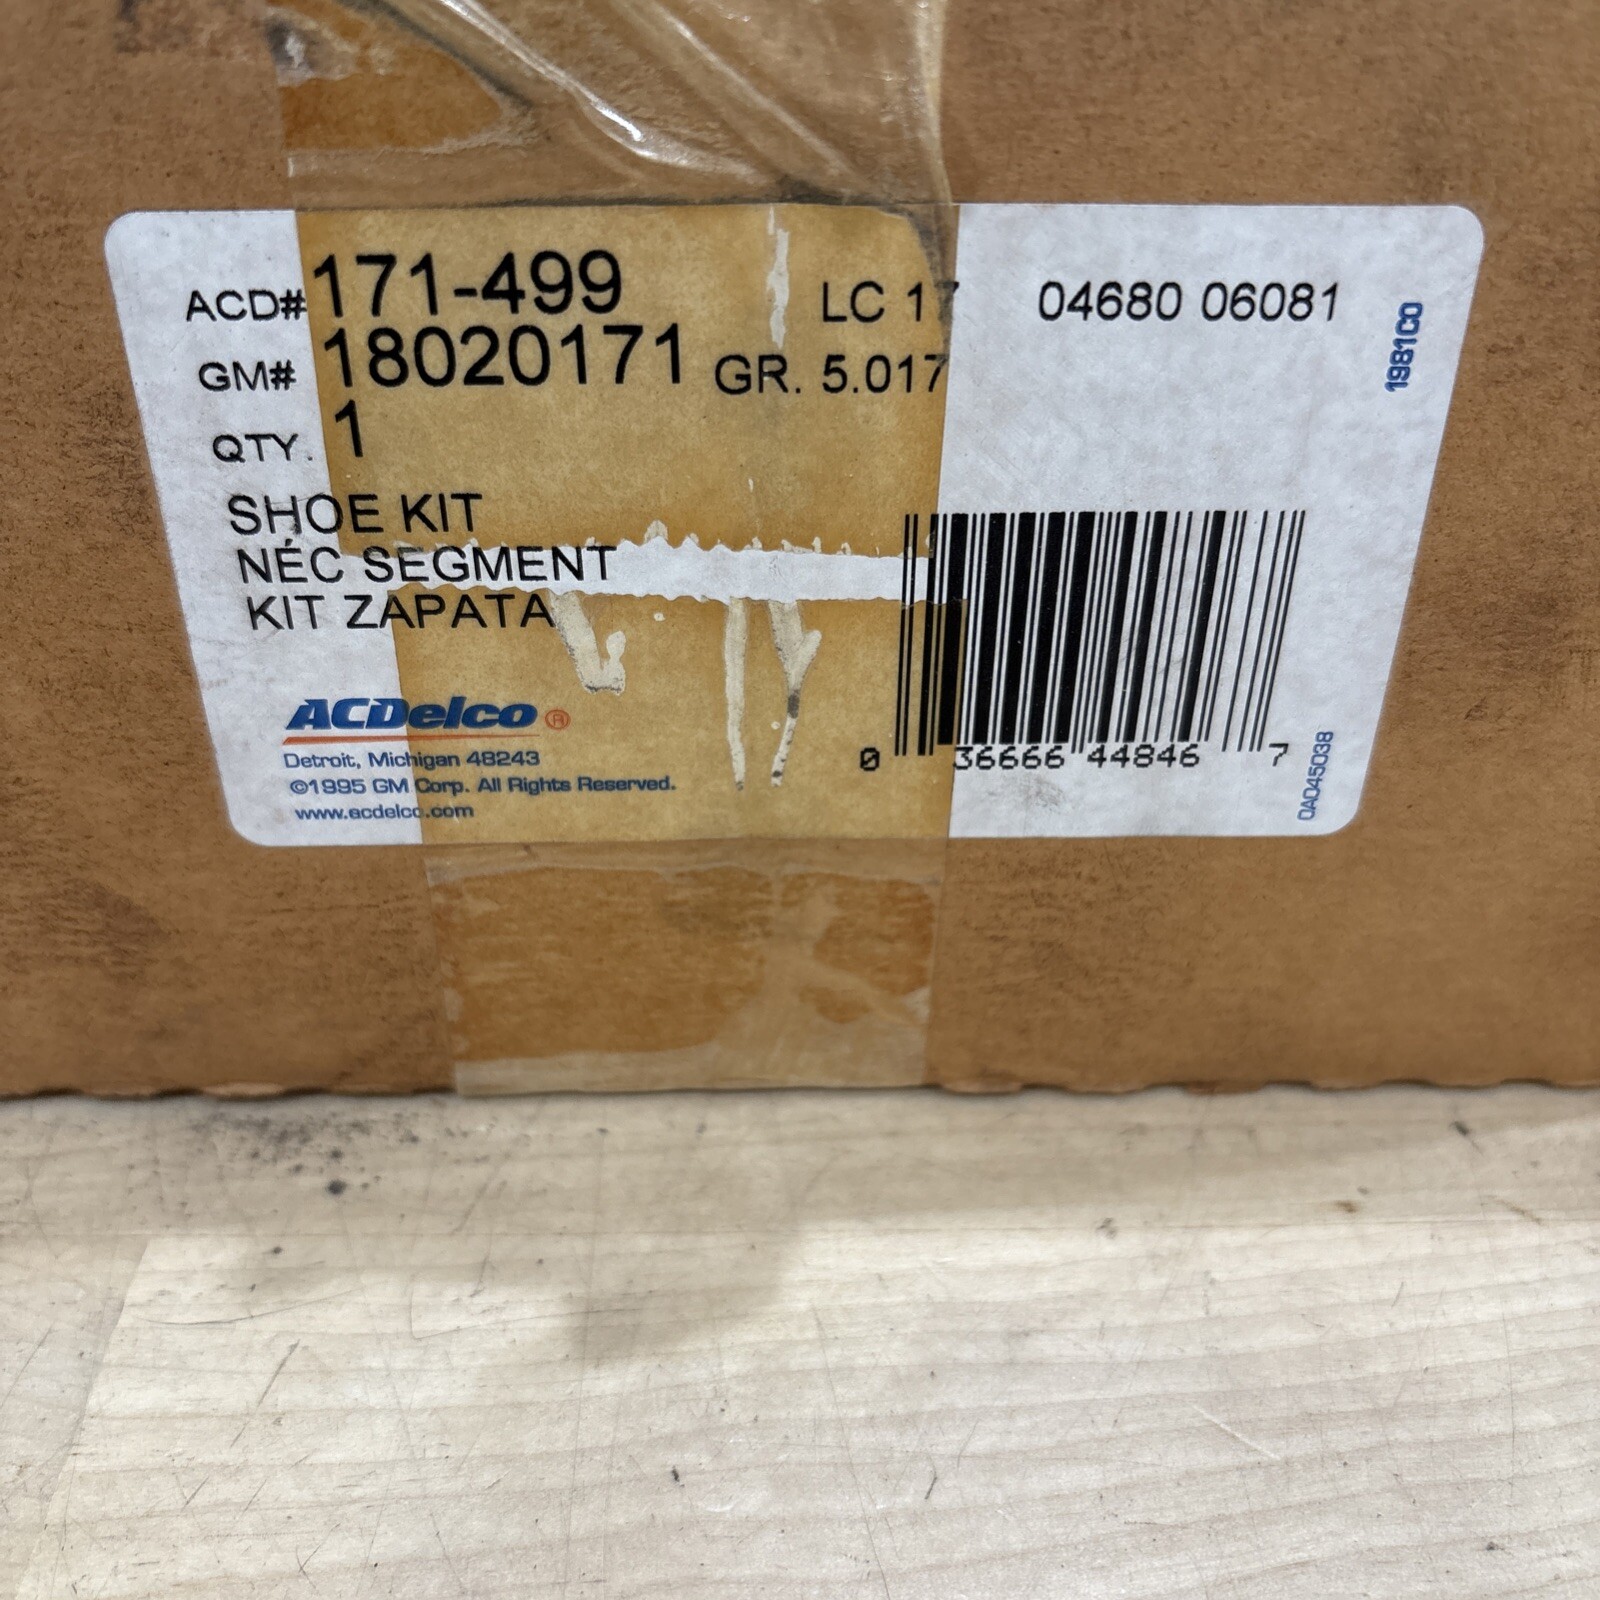 ACD# 171-499 LC 17 04680 06081
GM# 18020171 GR. 5.017
QTY. 1
SHOE KIT
NÉC SEGMENT
KIT ZAPATA
ACDelco®
Detroit, Michigan 48243
©1995 GM Corp. All Rights Reserved.
www.acdelco.com
0 36666 44846 7
1981C0
0A045038